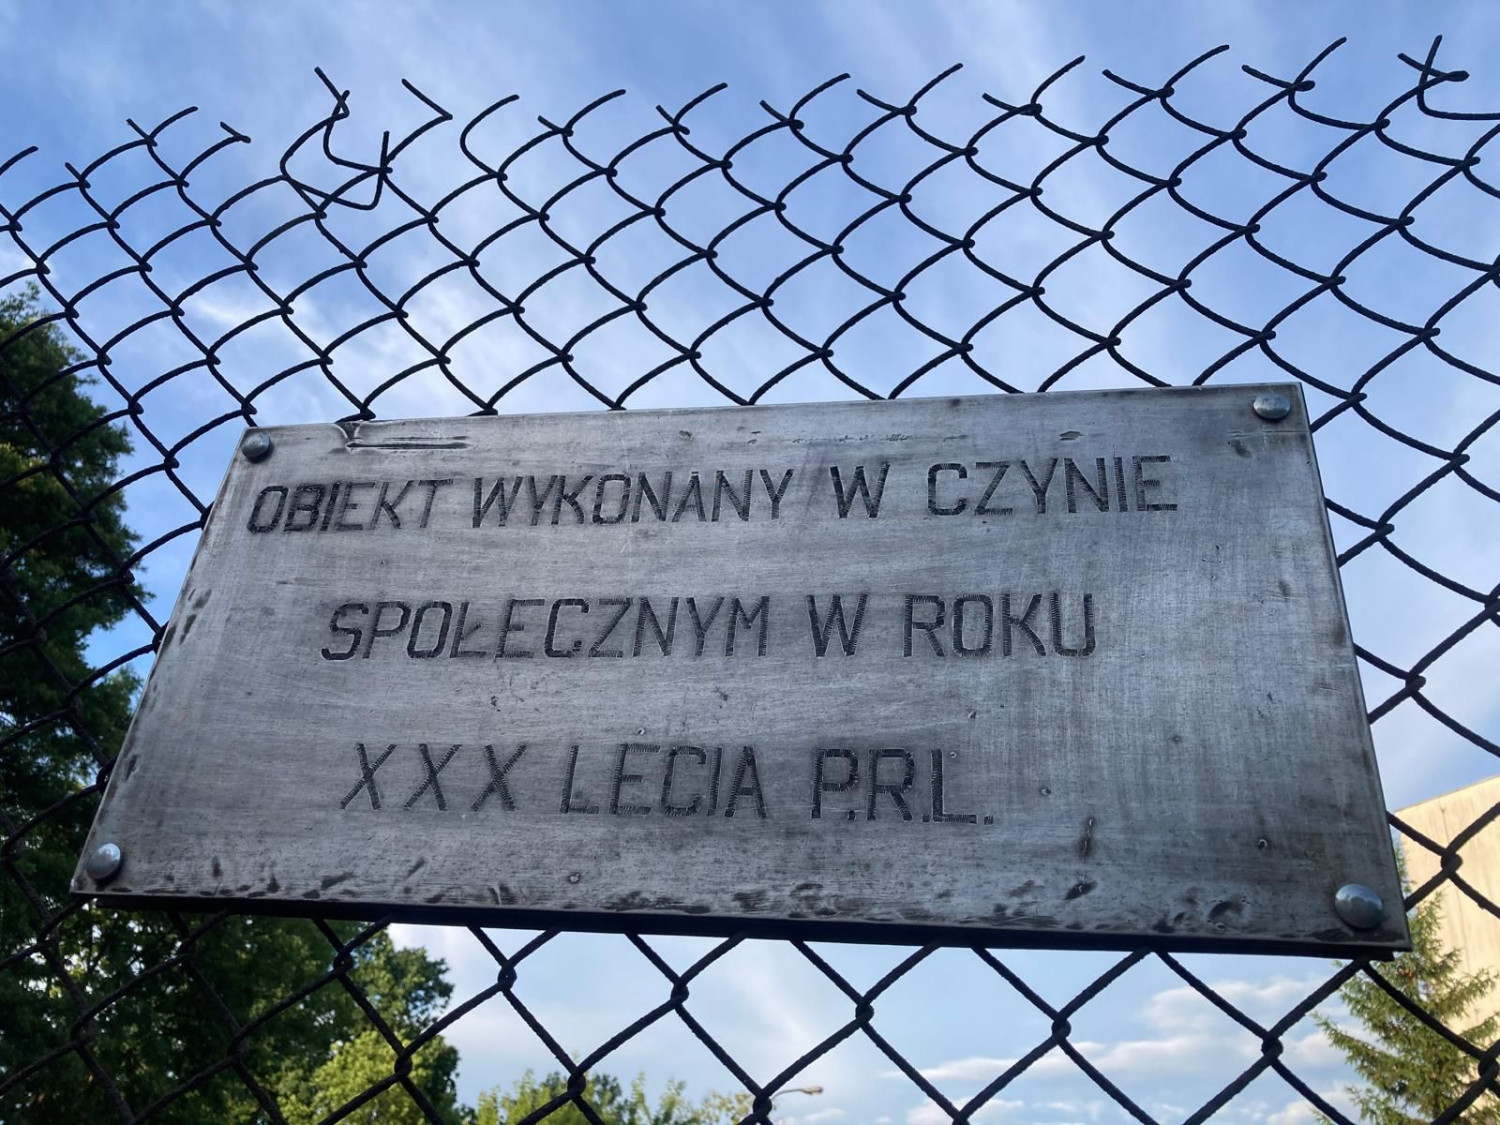 OBIEKT WYKONANY W CZYNIE
SPOŁECZNYM W ROKU
XXX LECIA P.R.L.